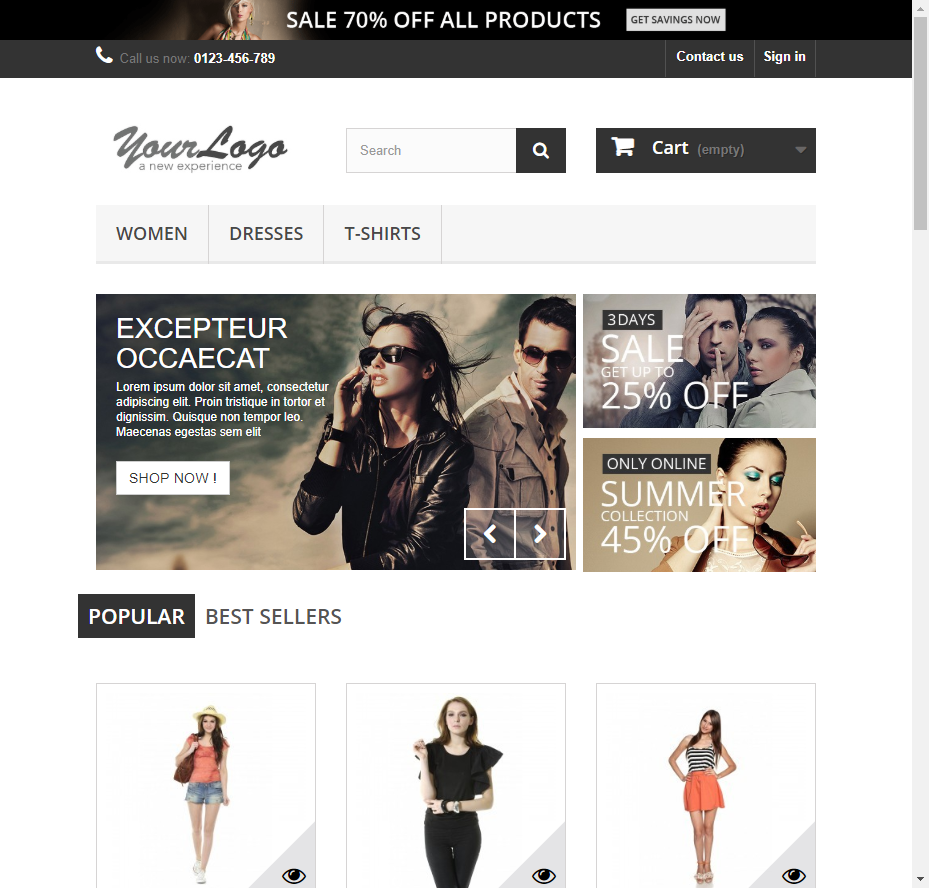 SALE 70% OFF ALL PRODUCTS GET SAVINGS NOW
Call us now: 0123-456-789 Contact us Sign in
YourLogo
a new experience
Search
Cart (empty)
WOMEN DRESSES T-SHIRTS
EXCEPTEUR
OCCAECAT
Lorem ipsum dolor sit amet, consectetur
adipiscing elit. Proin tristique in tortor et
dignissim. Quisque non tempor leo.
Maecenas egestas sem elit
SHOP NOW !
3 DAYS
SALE
GET UP TO
25% OFF
ONLY ONLINE
SUMMER
COLLECTION
45% OFF
POPULAR BEST SELLERS